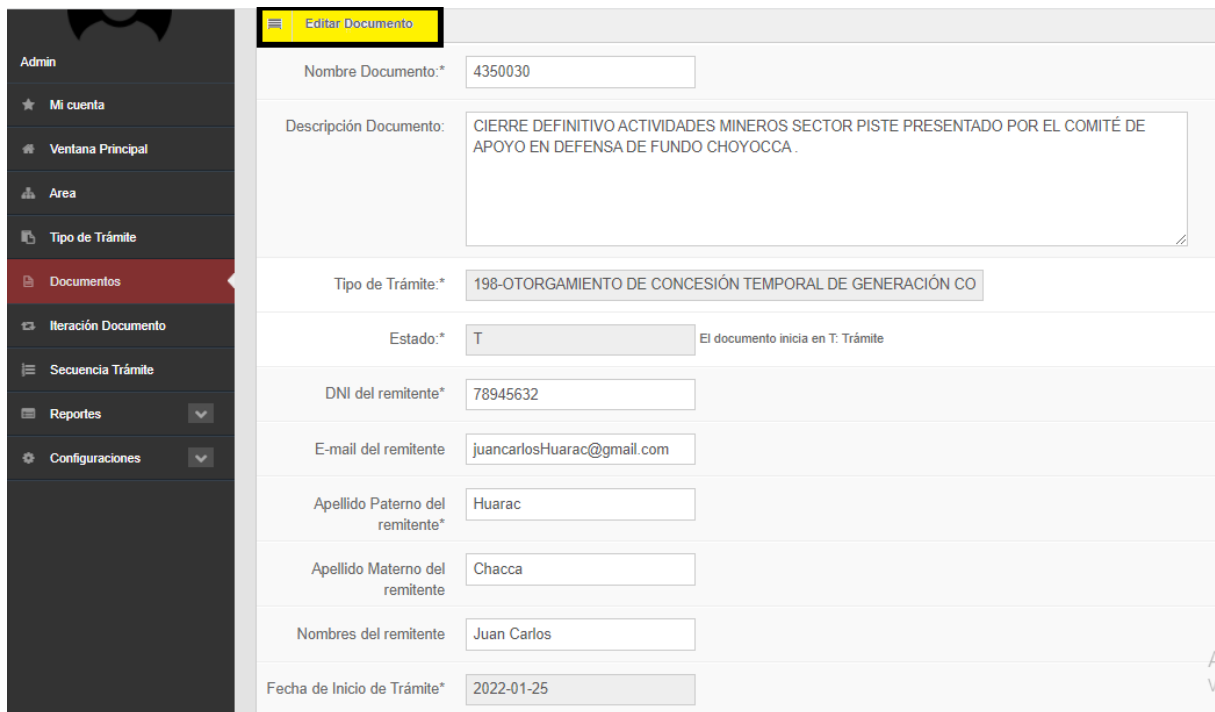 Admin
Mi cuenta
Ventana Principal
Area
Tipo de Trámite
Documentos
Iteración Documento
Secuencia Trámite
Reportes
Configuraciones
Editar Documento
Nombre Documento:* 4350030
Descripción Documento: CIERRE DEFINITIVO ACTIVIDADES MINEROS SECTOR PISTE PRESENTADO POR EL COMITÉ DE
APOYO EN DEFENSA DE FUNDO CHOYOCCA .
Tipo de Trámite:* 198-OTORGAMIENTO DE CONCESIÓN TEMPORAL DE GENERACIÓN CO
Estado:* T El documento inicia en T: Trámite
DNI del remitente* 78945632
E-mail del remitente juancarlosHuarac@gmail.com
Apellido Paterno del
remitente* Huarac
Apellido Materno del
remitente Chacca
Nombres del remitente Juan Carlos
Fecha de Inicio de Trámite* 2022-01-25